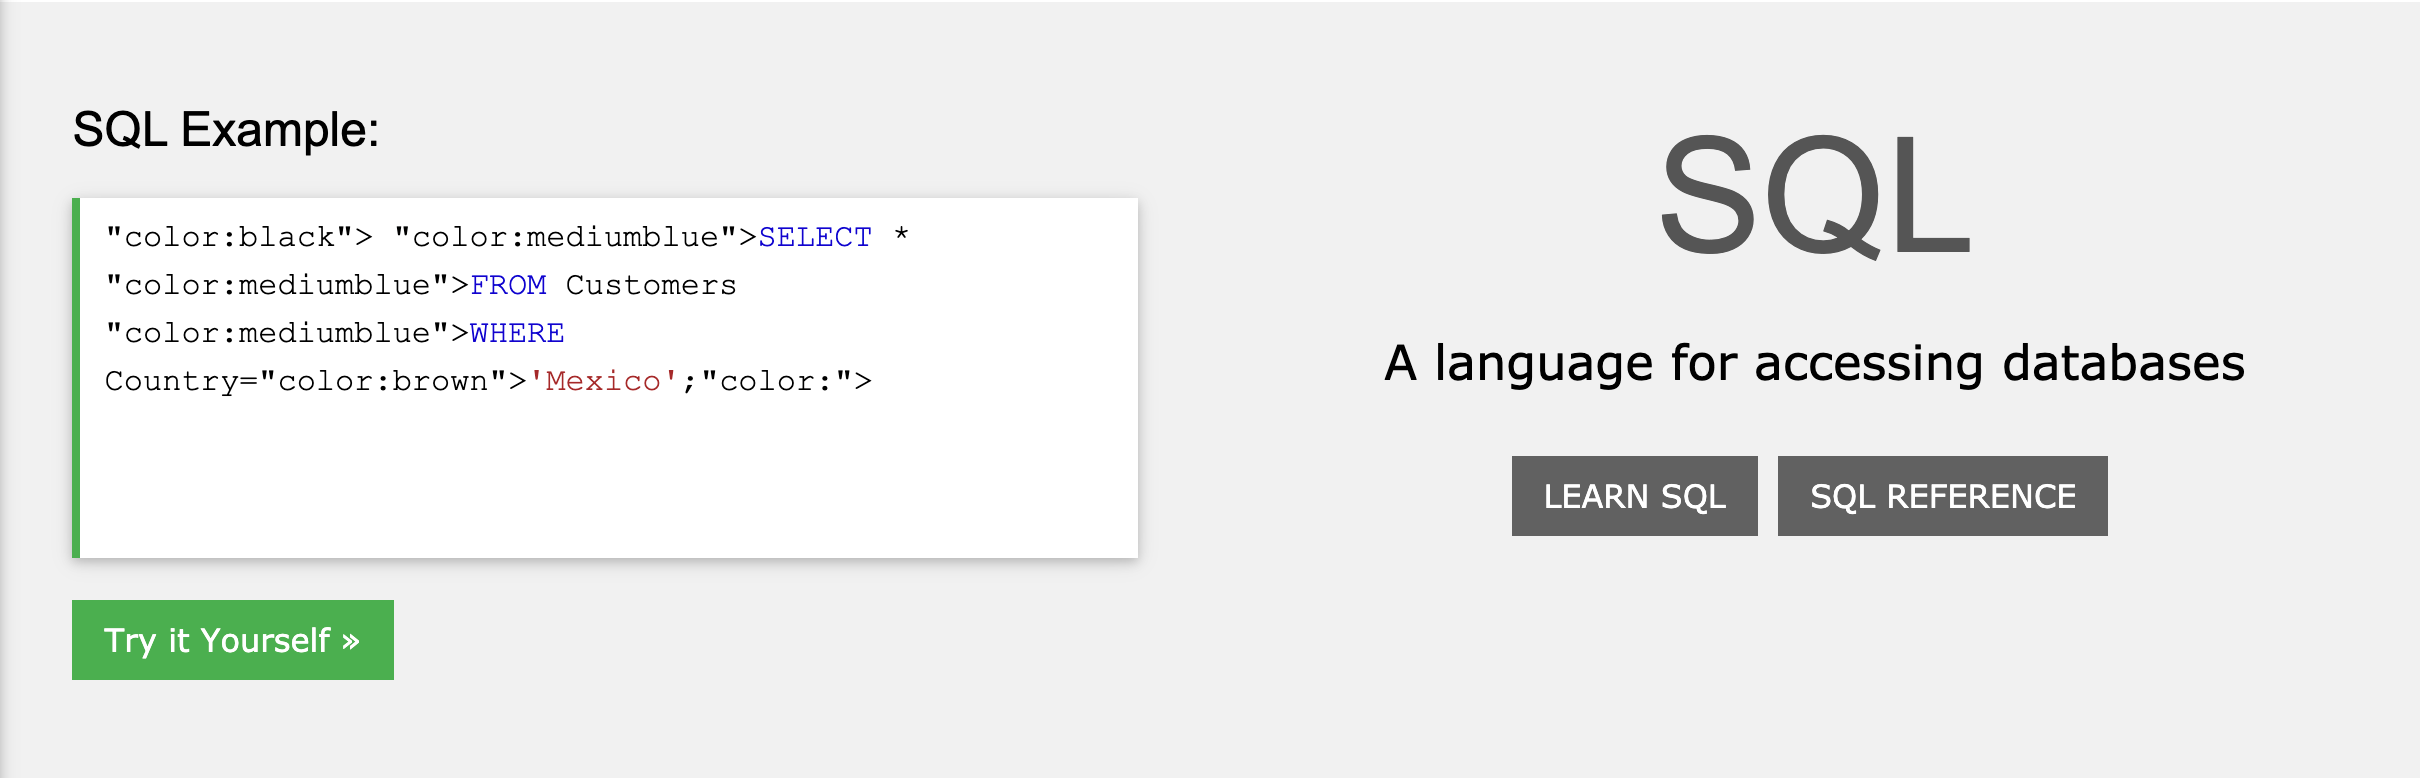 SQL Example:
"color:black"> "color:mediumblue">SELECT *
"color:mediumblue">FROM Customers
"color:mediumblue">WHERE
Country="color:brown">'Mexico';"color:">
Try it Yourself »
SQL
A language for accessing databases
LEARN SQL
SQL REFERENCE